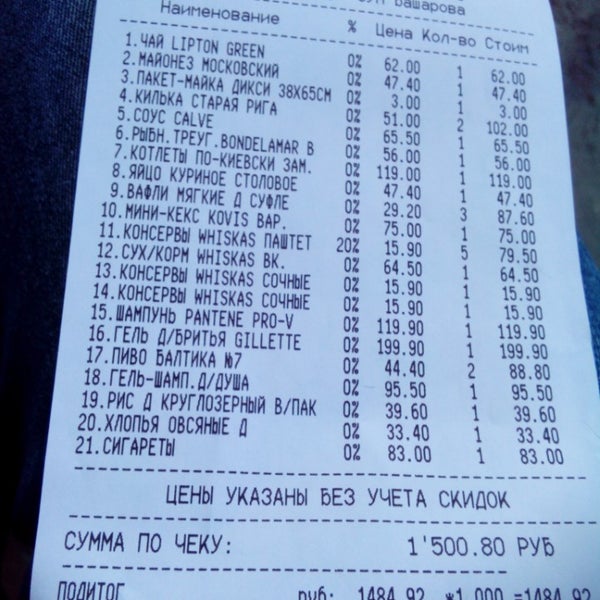 Башарова
Наименование % Цена Кол-во Стоим
1.ЧАЙ LIPTON GREEN 0% 62.00 1 62.00
2.МАЙОНЕЗ МОСКОВСКИЙ 0% 47.40 1 47.40
3.ПАКЕТ-МАЙКА ДИКСИ 38X65СМ 0% 3.00 1 3.00
4.КИЛЬКА СТАРАЯ РИГА 0% 51.00 2 102.00
5.СОУС CALVE 0% 65.50 1 65.50
6.РЫБН.ТРЕУГ.BONDELAMAR В 0% 56.00 1 56.00
7.КОТЛЕТЫ ПО-КИЕВСКИ ЗАМ. 0% 119.00 1 119.00
8.ЯЙЦО КУРИНОЕ СТОЛОВОЕ 0% 47.40 1 47.40
9.ВАФЛИ МЯГКИЕ Д СУФЛЕ 0% 29.20 3 87.60
10.МИНИ-КЕКС KOVIS ВАР. 0% 75.00 1 75.00
11.КОНСЕРВЫ WHISKAS ПАШТЕТ 20% 15.90 5 79.50
12.СУХ/КОРМ WHISKAS ВК. 0% 64.50 1 64.50
13.КОНСЕРВЫ WHISKAS СОЧНЫЕ 0% 15.90 1 15.90
14.КОНСЕРВЫ WHISKAS СОЧНЫЕ 0% 15.90 1 15.90
15.ШАМПУНЬ PANTENE PRO-V 0% 119.90 1 119.90
16.ГЕЛЬ Д/БРИТЬЯ GILLETTE 0% 199.90 1 199.90
17.ПИВО БАЛТИКА №7 0% 44.40 2 88.80
18.ГЕЛЬ-ШАМП.Д/ДУША 0% 95.50 1 95.50
19.РИС Д КРУГЛОЗЕРНЫЙ В/ПАК 0% 39.60 1 39.60
20.ХЛОПЬЯ ОВСЯНЫЕ Д 0% 33.40 1 33.40
21.СИГАРЕТЫ 0% 83.00 1 83.00
ЦЕНЫ УКАЗАНЫ БЕЗ УЧЕТА СКИДОК
СУММА ПО ЧЕКУ: 1'500.80 РУБ
ПОДИТОГ руб: 1484.92 *1.000 =1484.92